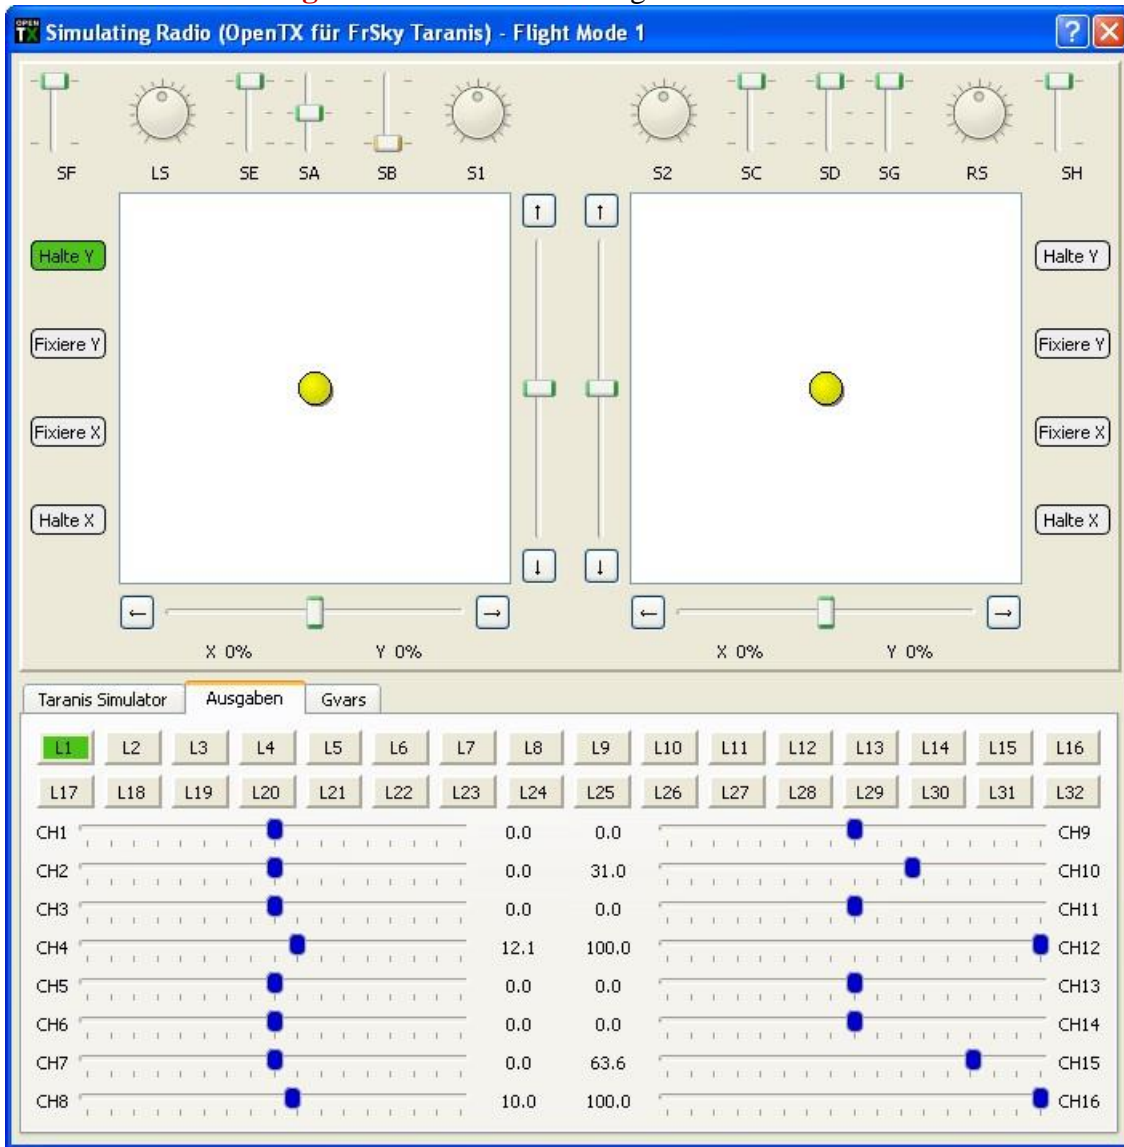 OPEN TX Simulating Radio (OpenTX für FrSky Taranis) - Flight Mode 1 ?
SF LS SE SA SB S1 S2 SC SD SG RS SH
↑ ↑
Halte Y Halte Y
Fixiere Y Fixiere Y
Fixiere X Fixiere X
Halte X Halte X
↓ ↓
← → ← →
X 0% Y 0% X 0% Y 0%
Taranis Simulator Ausgaben Gvars
L1 L2 L3 L4 L5 L6 L7 L8 L9 L10 L11 L12 L13 L14 L15 L16
L17 L18 L19 L20 L21 L22 L23 L24 L25 L26 L27 L28 L29 L30 L31 L32
CH1 0.0 0.0 CH9
CH2 0.0 31.0 CH10
CH3 0.0 0.0 CH11
CH4 12.1 100.0 CH12
CH5 0.0 0.0 CH13
CH6 0.0 0.0 CH14
CH7 0.0 63.6 CH15
CH8 10.0 100.0 CH16